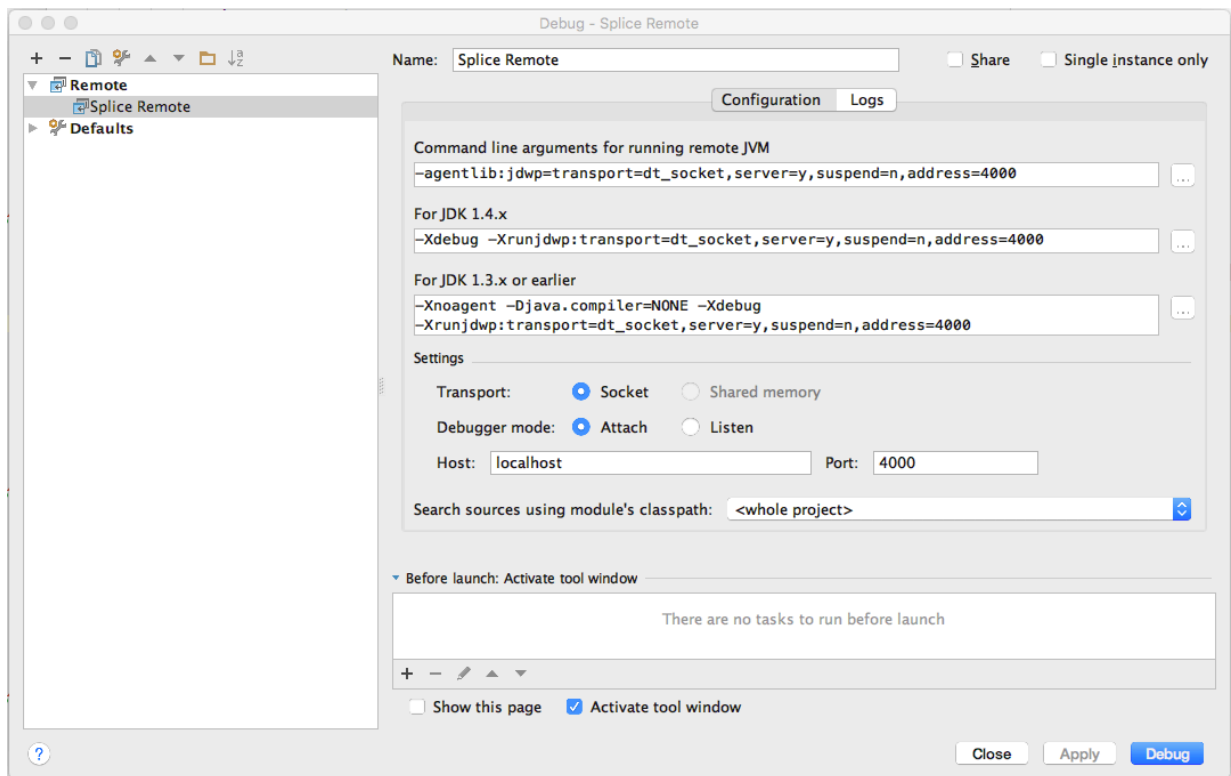 Debug - Splice Remote
Name: Splice Remote Share Single instance only
Remote
Splice Remote
Defaults
Configuration Logs
Command line arguments for running remote JVM
-agentlib:jdwp=transport=dt_socket,server=y,suspend=n,address=4000
...
For JDK 1.4.x
-Xdebug -Xrunjdwp:transport=dt_socket,server=y,suspend=n,address=4000
...
For JDK 1.3.x or earlier
-Xnoagent -Djava.compiler=NONE -Xdebug
-Xrunjdwp:transport=dt_socket,server=y,suspend=n,address=4000
...
Settings
Transport: Socket Shared memory
Debugger mode: Attach Listen
Host: localhost Port: 4000
Search sources using module's classpath: <whole project>
Before launch: Activate tool window
There are no tasks to run before launch
Show this page Activate tool window
? Close Apply Debug